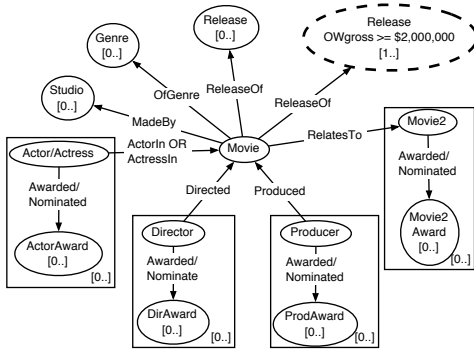 Release
OWgross >= $2,000,000
[1..]
Release
[0..]
Genre
[0..]
Studio
[0..]
OfGenre
ReleaseOf
ReleaseOf
MadeBy
RelatesTo
Movie2
Awarded/
Nominated
Movie2
Award
[0..]
[0..]
Actor/Actress
ActorIn OR
ActressIn
Movie
Awarded/
Nominated
ActorAward
[0..]
[0..]
Directed
Produced
Director
Awarded/
Nominate
DirAward
[0..]
[0..]
Producer
Awarded/
Nominated
ProdAward
[0..]
[0..]